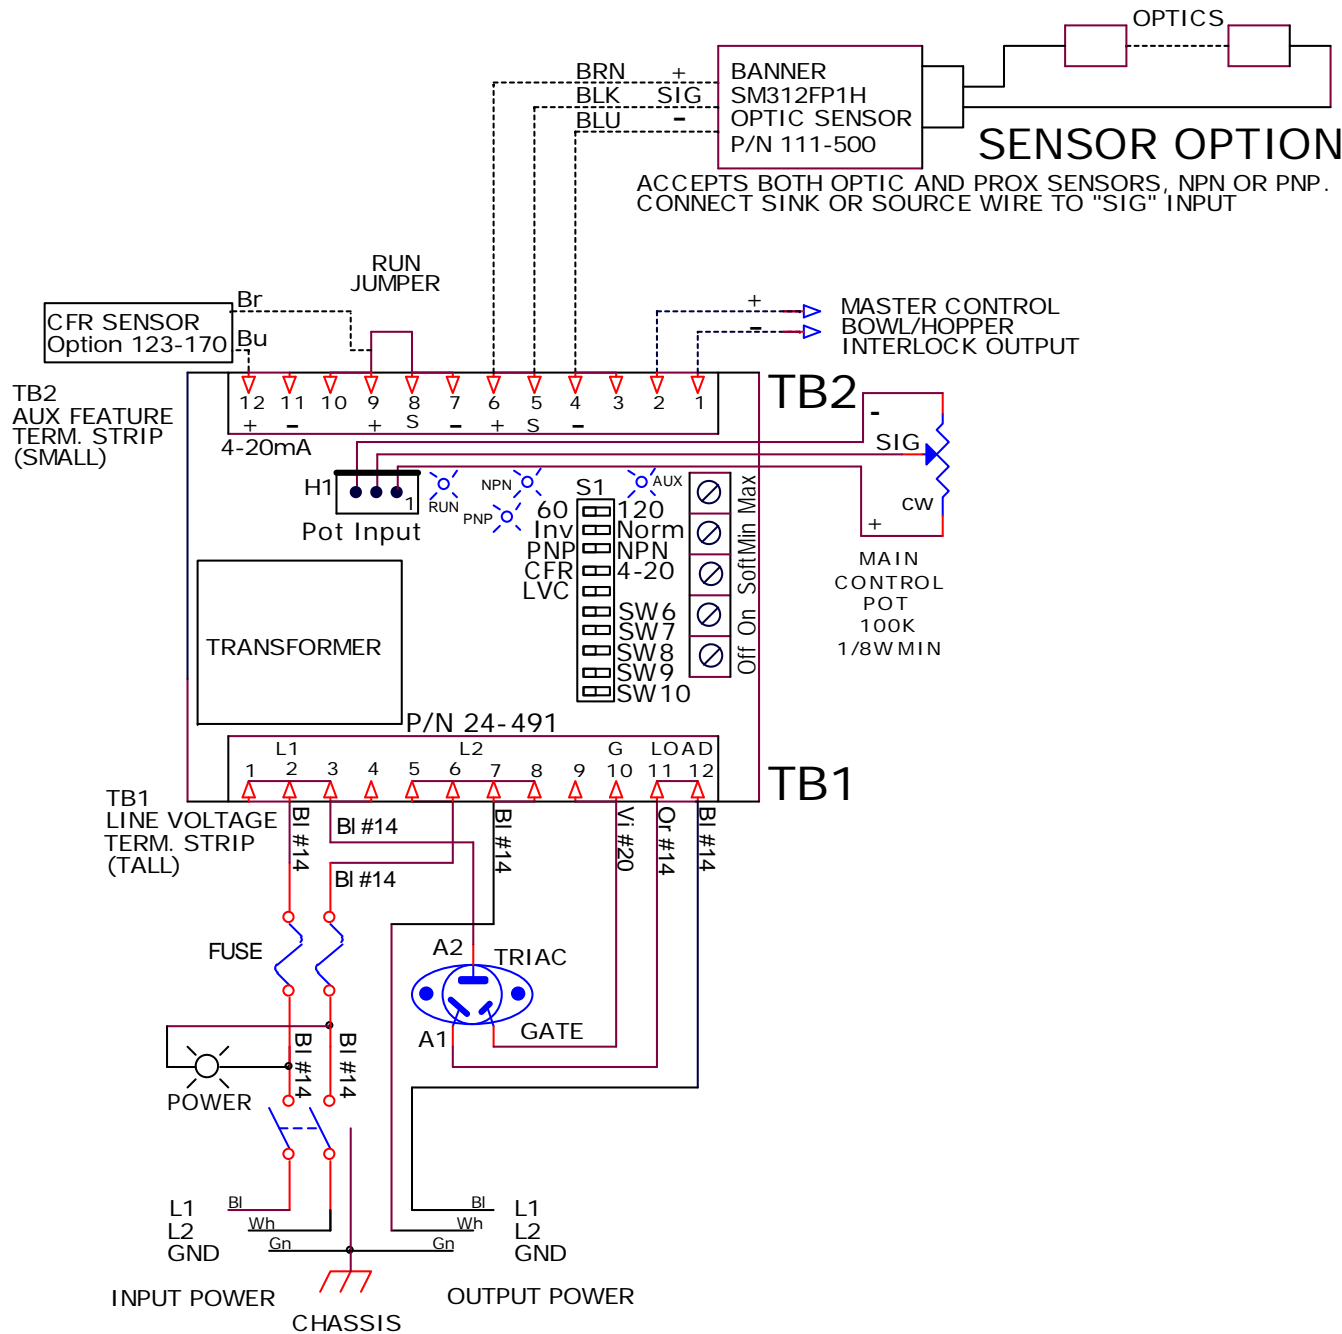 OPTICS
BRN + BANNER
BLK SIG SM312FP1H
BLU - OPTIC SENSOR
P/N 111-500
SENSOR OPTION
ACCEPTS BOTH OPTIC AND PROX SENSORS, NPN OR PNP.
CONNECT SINK OR SOURCE WIRE TO "SIG" INPUT
RUN
JUMPER
Br
CFR SENSOR
Option 123-170
Bu
+ MASTER CONTROL
- BOWL/HOPPER
INTERLOCK OUTPUT
TB2
AUX FEATURE
TERM. STRIP
(SMALL)
12 11 10 9 8 7 6 5 4 3 2 1
+ - + S - + S -
4-20mA
TB2
-
SIG
CW
+
MAIN
CONTROL
POT
100K
1/8W MIN
H1
1
Pot Input
RUN
NPN
PNP
AUX
S1
60 120
Inv Norm
PNP NPN
CFR 4-20
LVC
SW6
SW7
SW8
SW9
SW10
Off On Soft Min Max
TRANSFORMER
P/N 24-491
L1 L2 G LOAD
1 2 3 4 5 6 7 8 9 10 11 12
TB1
TB1
LINE VOLTAGE
TERM. STRIP
(TALL)
Bl #14
Bl #14
Bl #14
Bl #14
Vi #20
Or #14
Bl #14
FUSE
A2 TRIAC
A1 GATE
Bl #14
Bl #14
POWER
L1 Bl
L2 Wh
GND Gn
Bl L1
Wh L2
Gn GND
INPUT POWER
OUTPUT POWER
CHASSIS